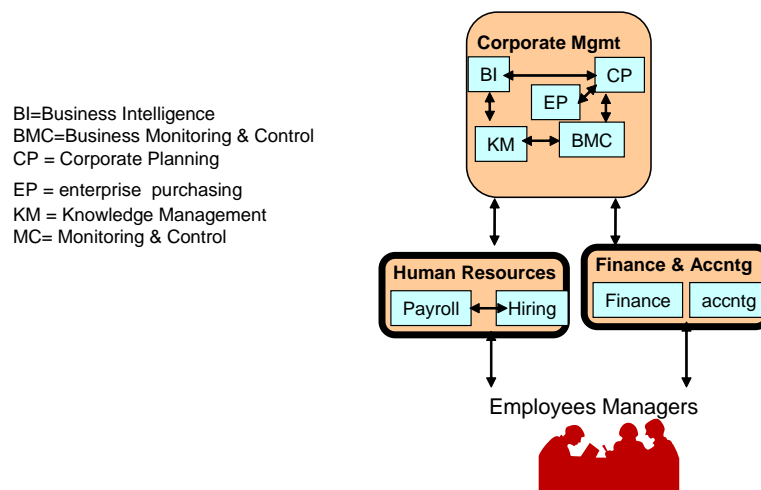 Corporate Mgmt
BI
CP
EP
KM
BMC
BI=Business Intelligence
BMC=Business Monitoring & Control
CP = Corporate Planning
EP = enterprise  purchasing
KM = Knowledge Management
MC= Monitoring & Control
Human Resources
Payroll
Hiring
Finance & Accntg
Finance
accntg
Employees Managers